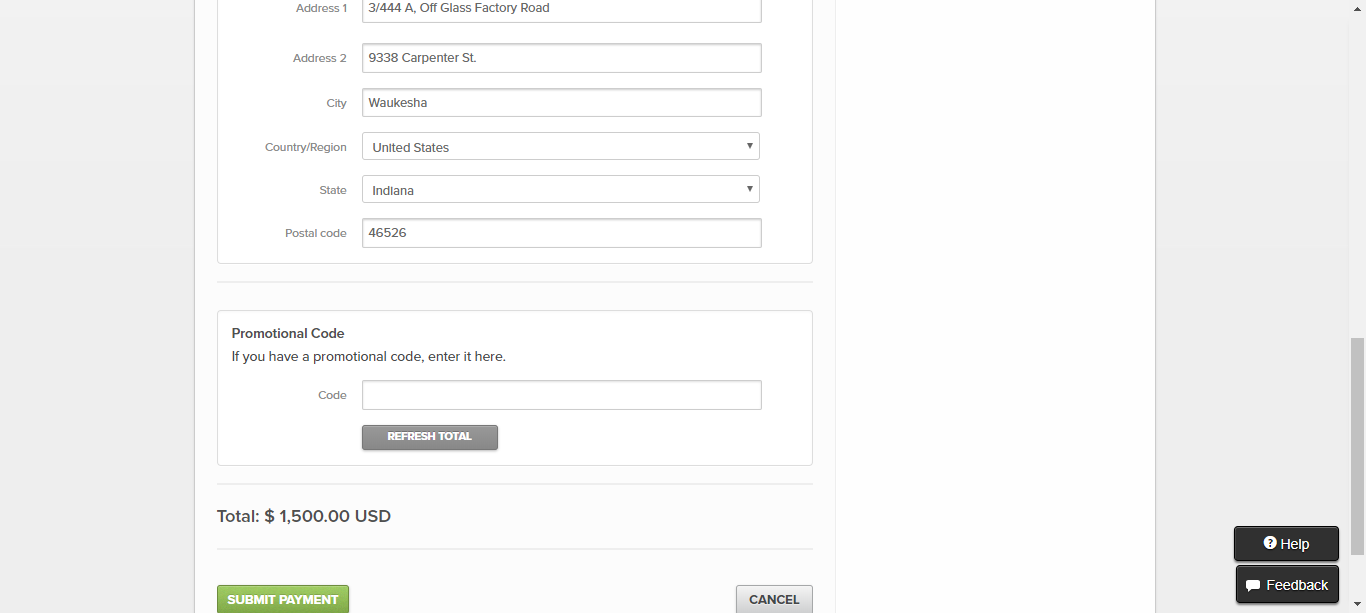 Address 1 3/444 A, Off Glass Factory Road
Address 2 9338 Carpenter St.
City Waukesha
Country/Region United States
State Indiana
Postal code 46526
Promotional Code
If you have a promotional code, enter it here.
Code
REFRESH TOTAL
Total: $ 1,500.00 USD
Help
Feedback
SUBMIT PAYMENT CANCEL